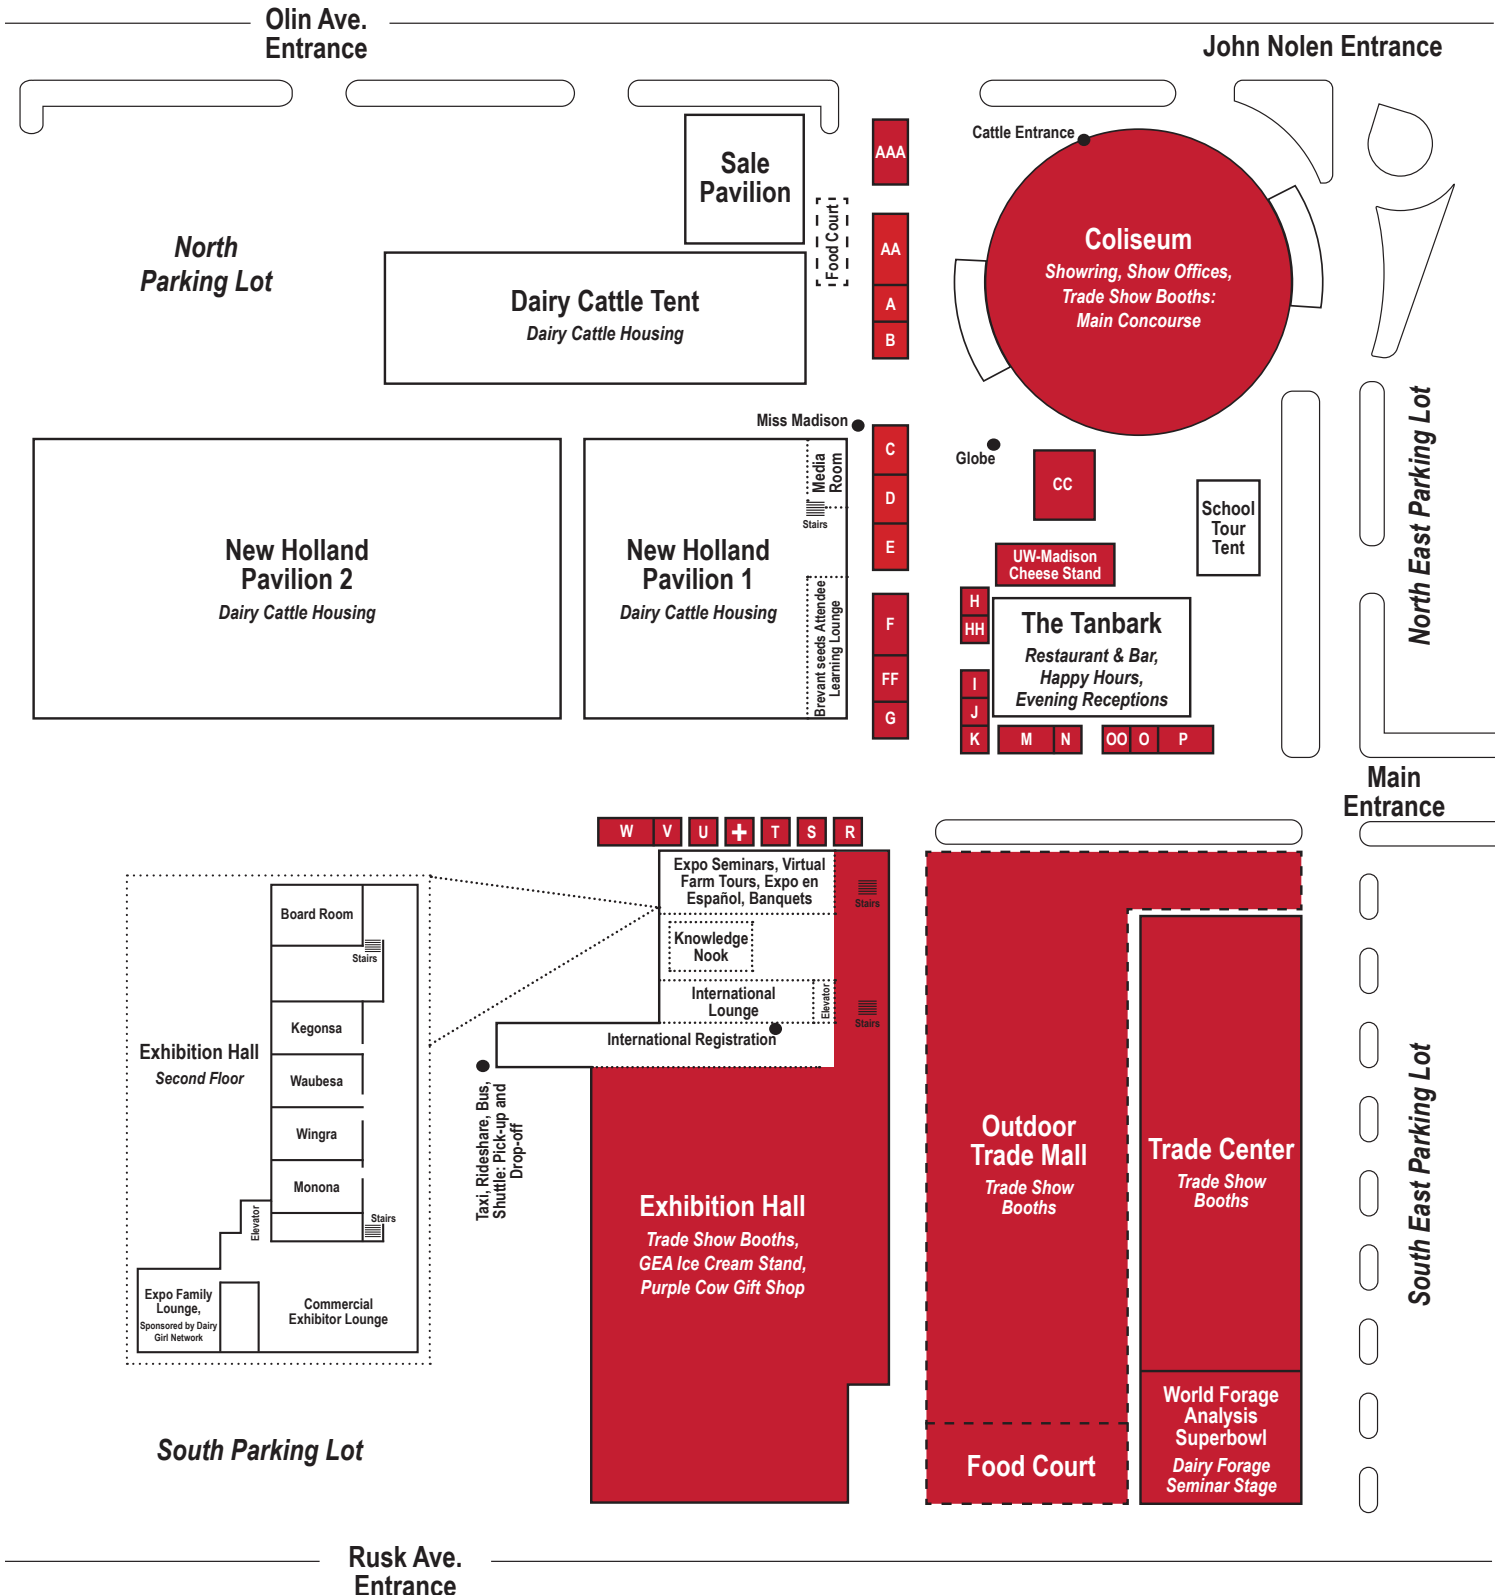 Olin Ave.
Entrance
John Nolen Entrance
Cattle Entrance
AAA
Sale
Pavilion
Food Court
North
Parking Lot
AA
A
B
Coliseum
Showring, Show Offices,
Trade Show Booths:
Main Concourse
Dairy Cattle Tent
Dairy Cattle Housing
Miss Madison
Globe
C
D
E
F
FF
G
CC
Media
Room
Stairs
School
Tour
Tent
North East Parking Lot
New Holland
Pavilion 2
Dairy Cattle Housing
New Holland
Pavilion 1
Dairy Cattle Housing
Brevant seeds Attendee
Learning Lounge
UW-Madison
Cheese Stand
H
HH
I
J
K
The Tanbark
Restaurant & Bar,
Happy Hours,
Evening Receptions
M
N
OO
O
P
Main
Entrance
W
V
U
T
S
R
Expo Seminars, Virtual
Farm Tours, Expo en
Español, Banquets
Stairs
Knowledge
Nook
International
Lounge
Elevator
Stairs
International Registration
Taxi, Rideshare, Bus,
Shuttle: Pick-up and
Drop-off
Board Room
Stairs
Kegonsa
Exhibition Hall
Second Floor
Waubesa
Wingra
Monona
Elevator
Stairs
Expo Family
Lounge,
Sponsored by Dairy
Girl Network
Commercial
Exhibitor Lounge
Exhibition Hall
Trade Show Booths,
GEA Ice Cream Stand,
Purple Cow Gift Shop
Outdoor
Trade Mall
Trade Show
Booths
Trade Center
Trade Show
Booths
South East Parking Lot
World Forage
Analysis
Superbowl
Dairy Forage
Seminar Stage
Food Court
South Parking Lot
Rusk Ave.
Entrance